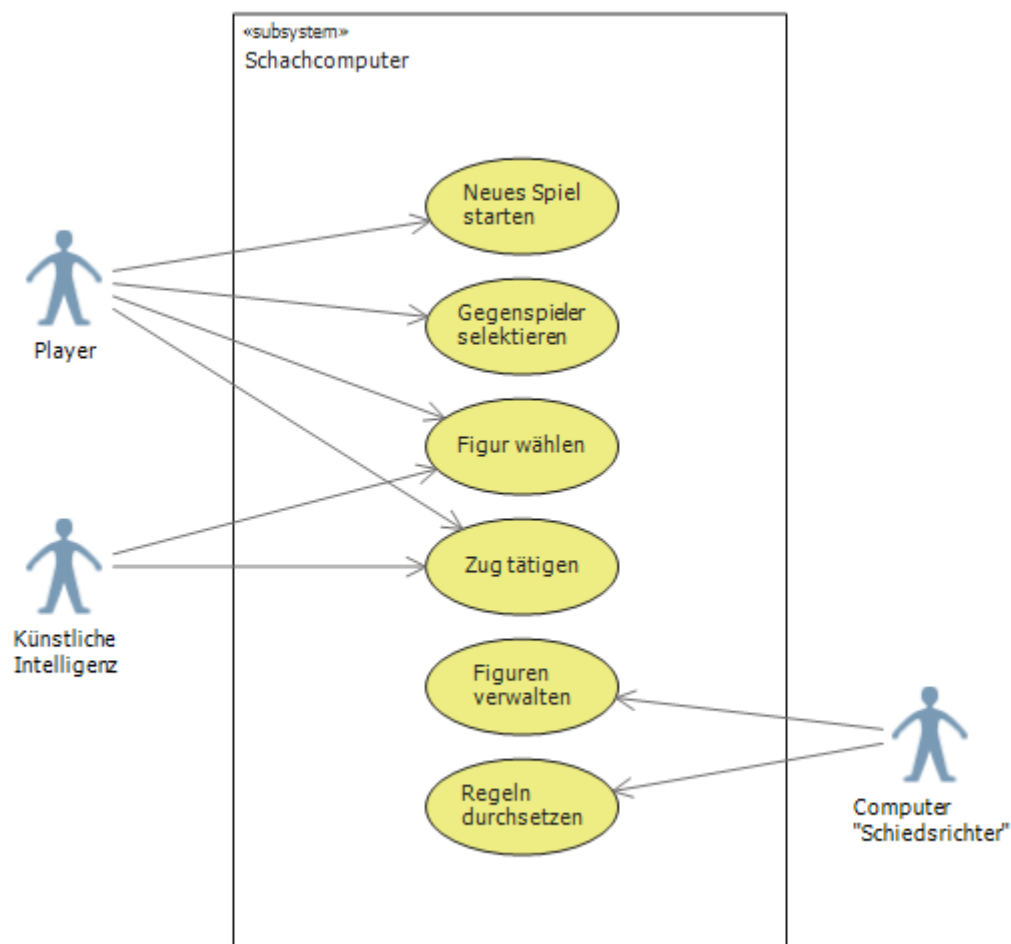 «subsystem»
Schachcomputer
Neues Spiel
starten
Gegenspieler
selektieren
Player
Figur wählen
Zug tätigen
Künstliche
Intelligenz
Figuren
verwalten
Regeln
durchsetzen
Computer
"Schiedsrichter"